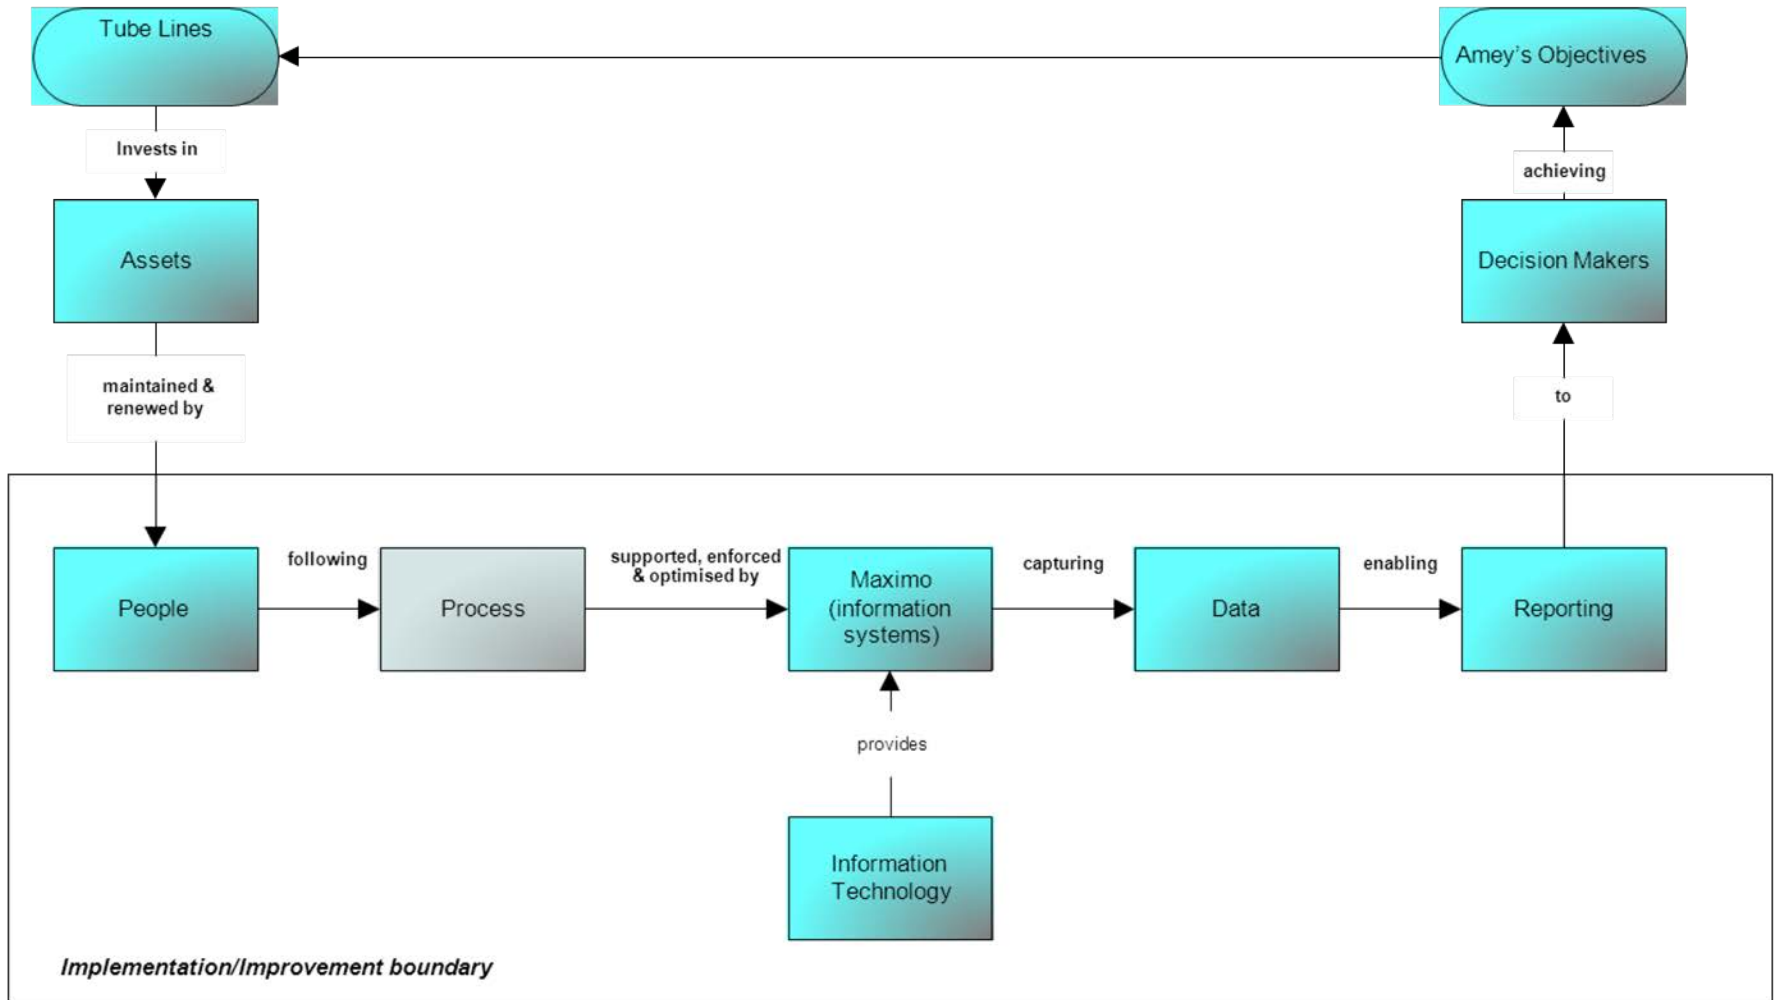 Tube Lines
Amey's Objectives
Invests in
achieving
Assets
Decision Makers
maintained &
renewed by
to
People
following
Process
supported, enforced
& optimised by
Maximo
(information
systems)
capturing
Data
enabling
Reporting
provides
Information
Technology
Implementation/Improvement boundary